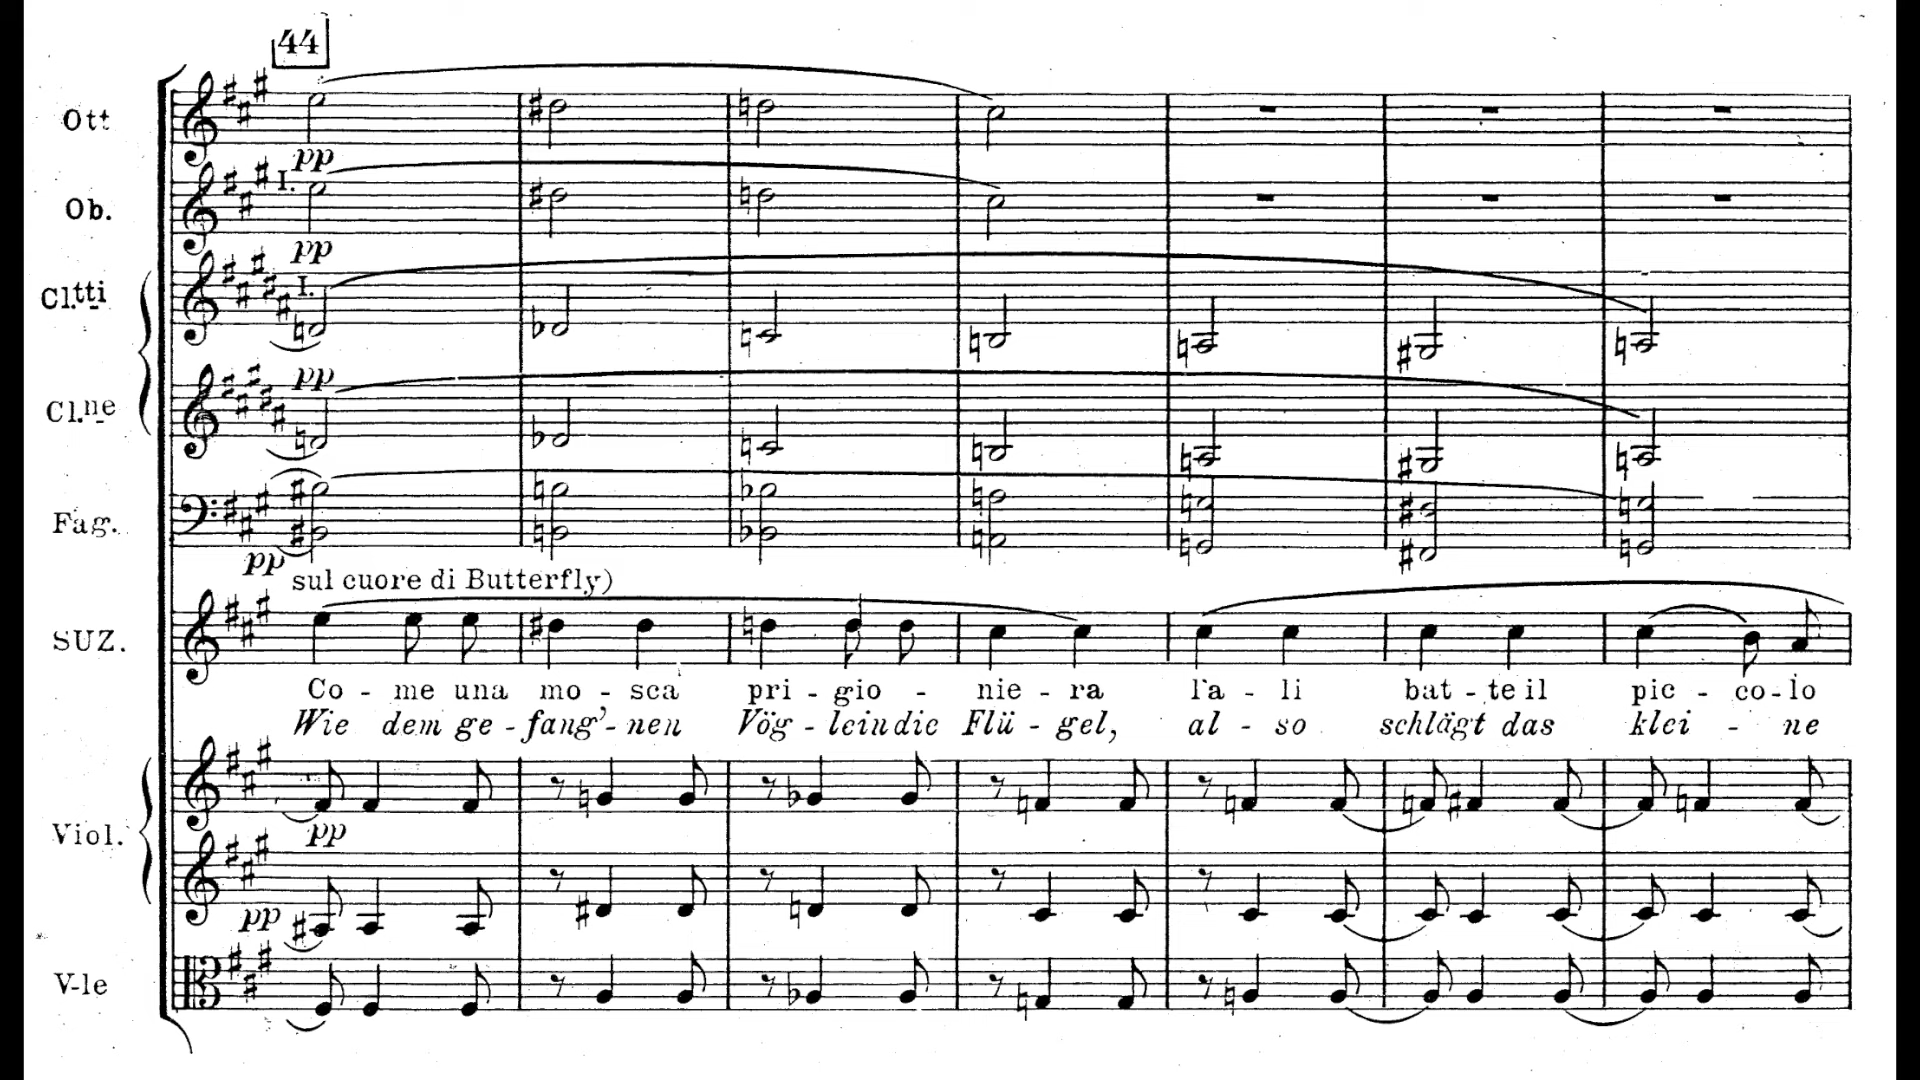 44
Ott
pp
I.
Ob.
pp
Cl.tti
I.
pp
Cl.ne
Fag.
pp
sul cuore di Butterfly)
SUZ.
Co - me una mo - sca pri - gio - nie - ra l'a - li bat - te il pic - co - lo
Wie dem ge - fang'- nen Vög - lein die Flü - gel, al - so schlägt das klei - ne
Viol.
pp
pp
V-le